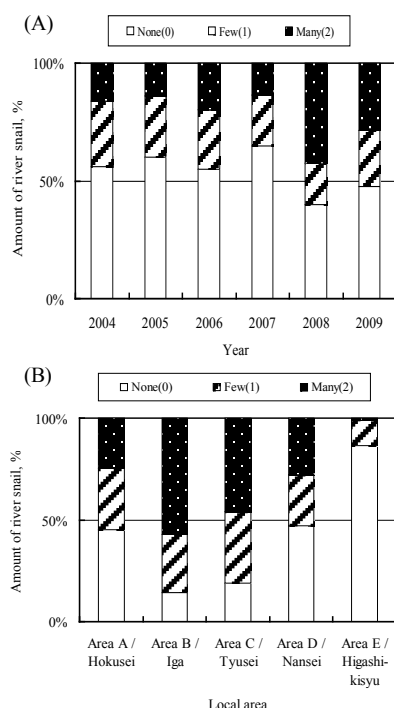 (A)
None(0) Few(1) Many(2)
100%
50%
0%
Amount of river snail, %
2004 2005 2006 2007 2008 2009
Year
(B)
None(0) Few(1) Many(2)
100%
50%
0%
Amount of river snail, %
Area A / Area B / Area C / Area D / Area E /
Hokusei Iga Tyusei Nansei Higashi-
kisyu
Local area